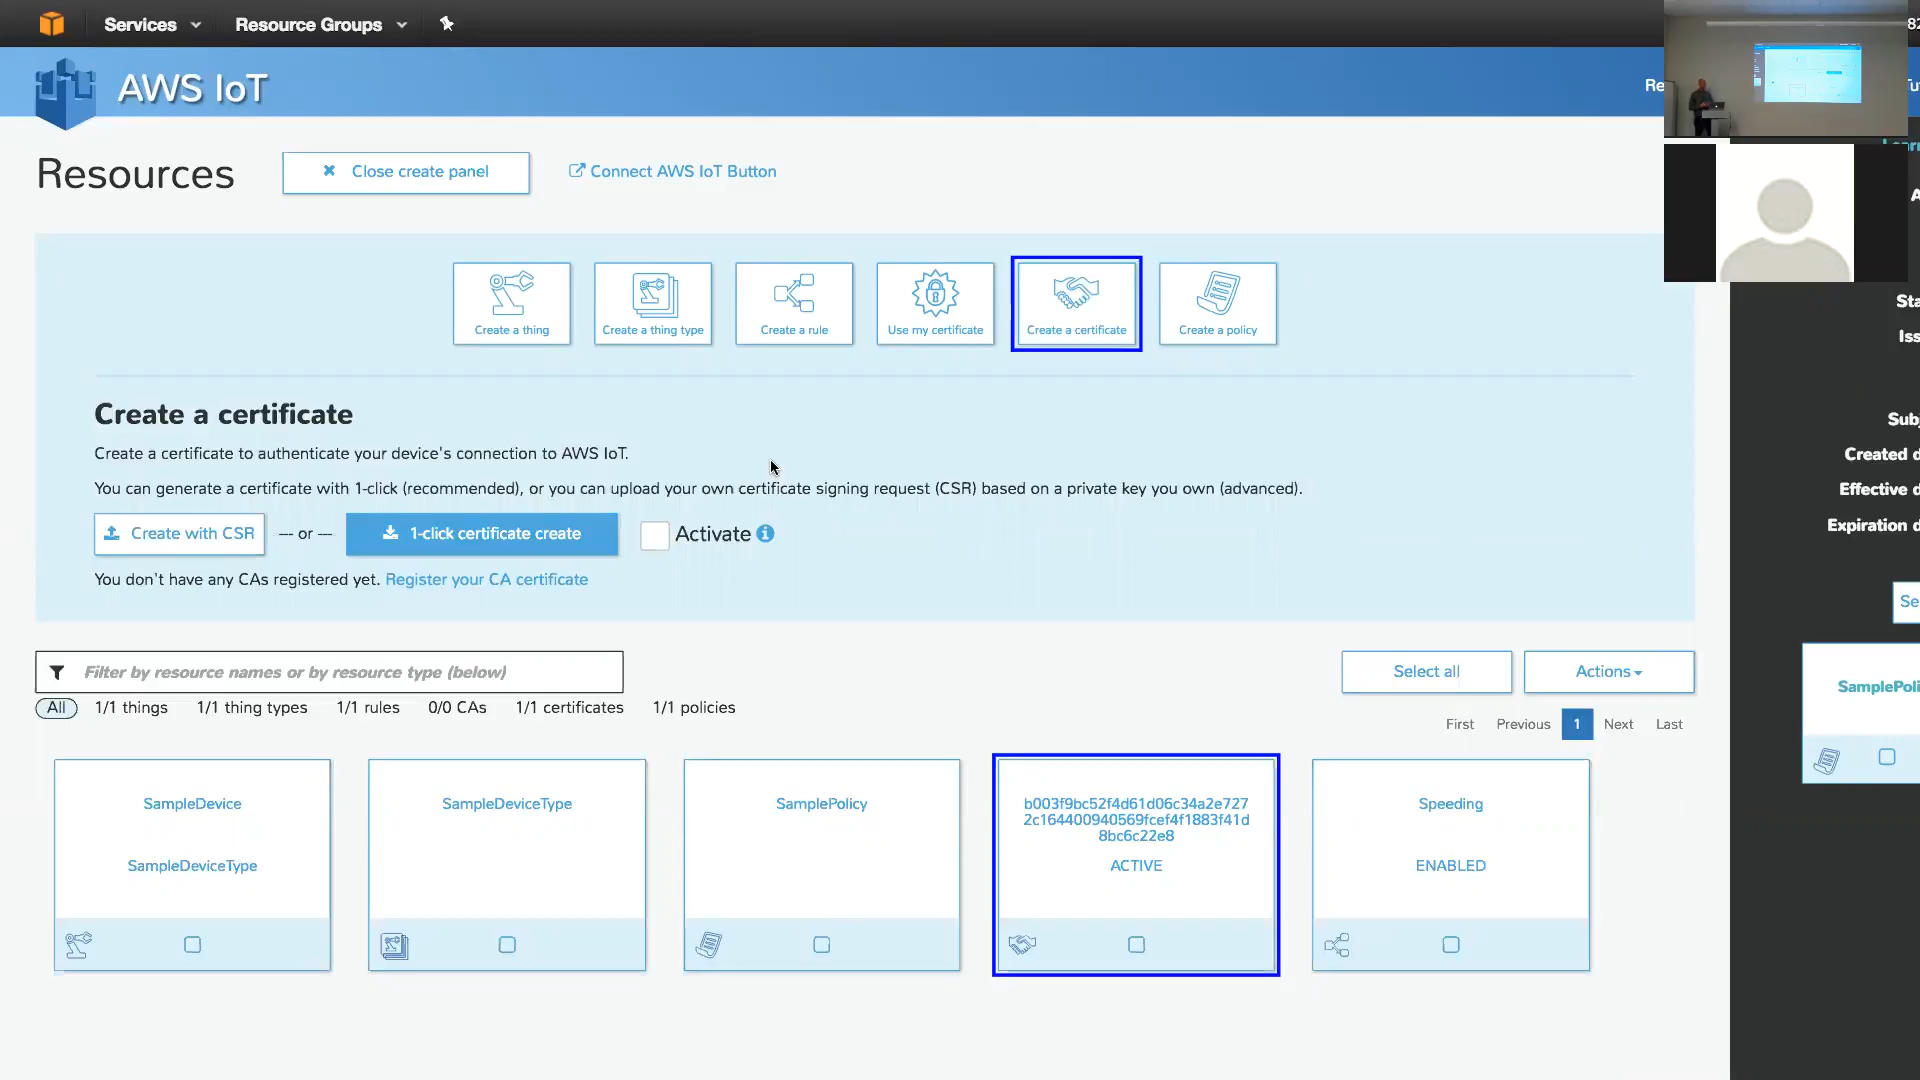 Services
Resource Groups
AWS IoT
Resources
Close create panel
Connect AWS IoT Button
Create a thing
Create a thing type
Create a rule
Use my certificate
Create a certificate
Create a policy
Create a certificate
Create a certificate to authenticate your device's connection to AWS IoT.
You can generate a certificate with 1-click (recommended), or you can upload your own certificate signing request (CSR) based on a private key you own (advanced).
Create with CSR
--- or ---
1-click certificate create
Activate
You don't have any CAs registered yet. Register your CA certificate
Filter by resource names or by resource type (below)
Select all
Actions
All 1/1 things 1/1 thing types 1/1 rules 0/0 CAs 1/1 certificates 1/1 policies
First Previous 1 Next Last
SampleDevice
SampleDeviceType
SampleDeviceType
SamplePolicy
b003f9bc52f4d61d06c34a2e727
2c164400940569fcef4f1883f41d
8bc6c22e8
ACTIVE
Speeding
ENABLED
82
Re
Sta
Iss
Subj
Created d
Effective d
Expiration d
Se
SamplePoli